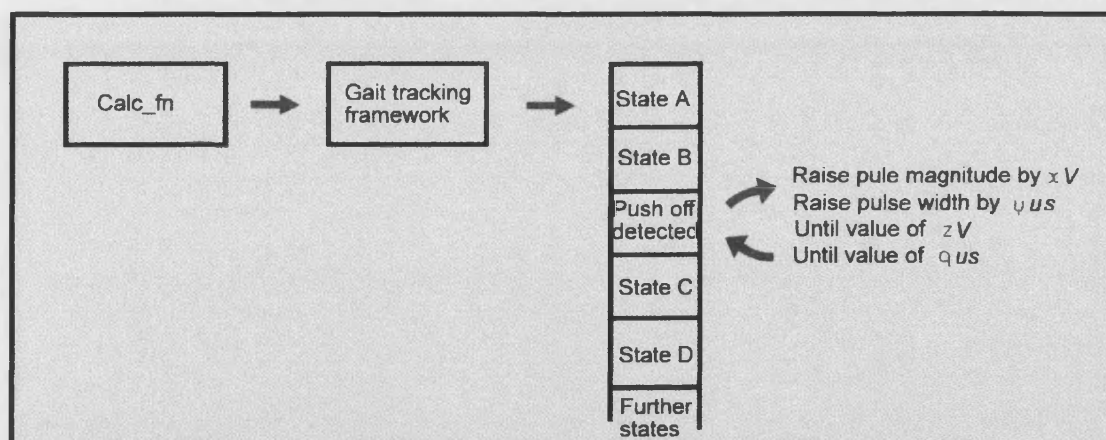 Calc_fn
Gait tracking
framework
State A
State B
Push off
detected
State C
State D
Further
states
Raise pule magnitude by x V
Raise pulse width by y us
Until value of z V
Until value of q us